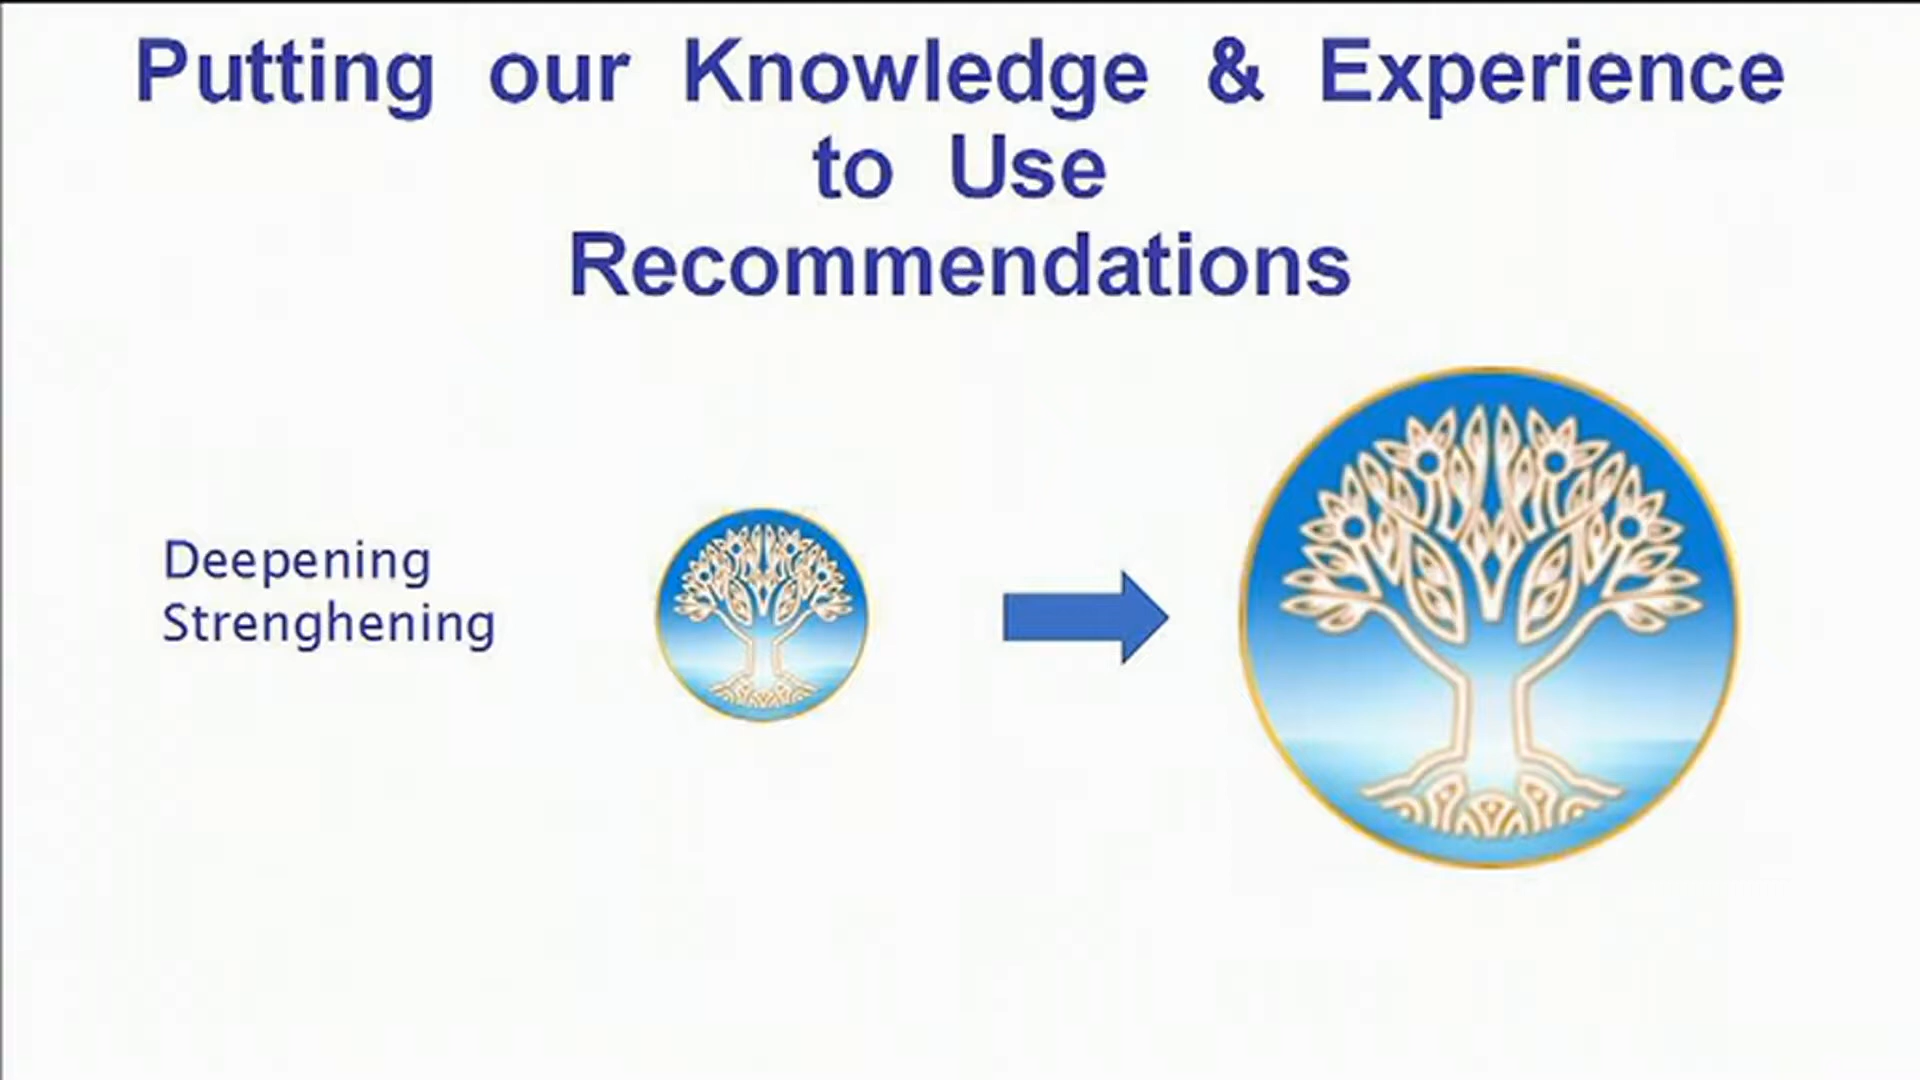 Putting our Knowledge & Experience
to Use
Recommendations
Deepening
Strenghening